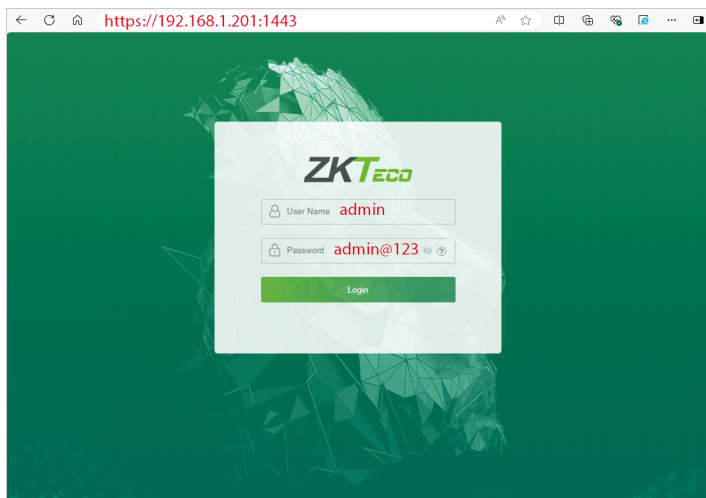 https://192.168.1.201:1443
ZKTeco
User Name admin
Password admin@123
Login